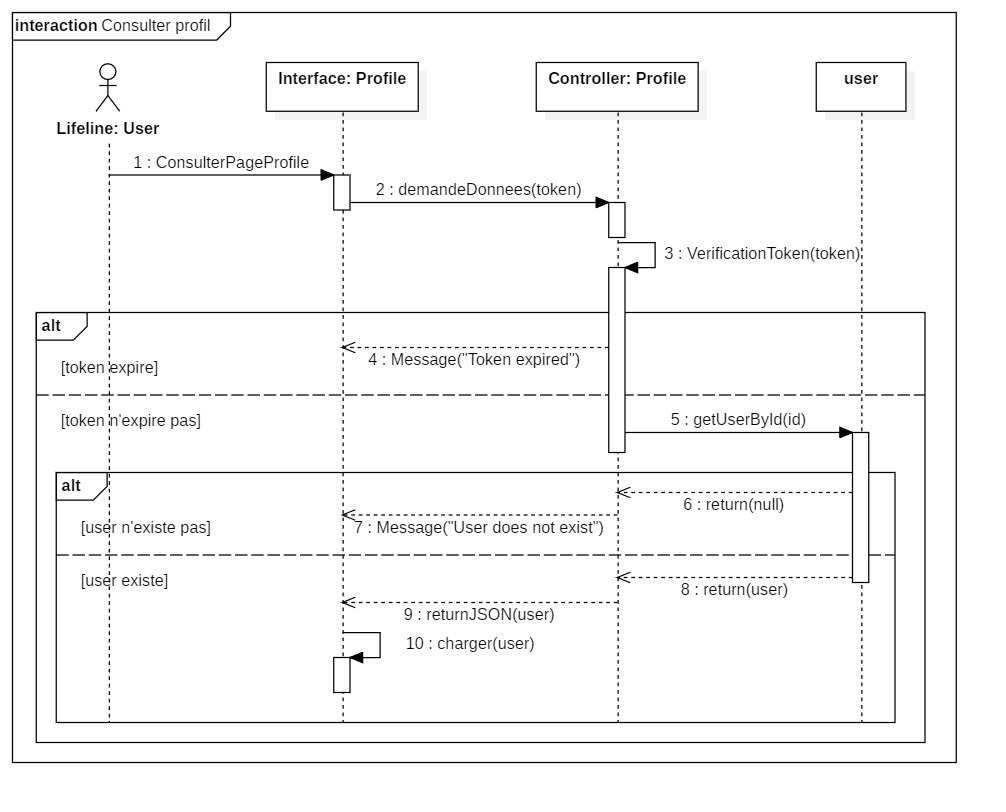 interaction Consulter profil
Interface: Profile
Controller: Profile
user
Lifeline: User
1 : ConsulterPageProfile
2 : demandeDonnees(token)
3 : VerificationToken(token)
alt
4 : Message("Token expired")
[token expire]
[token n'expire pas]
5 : getUserById(id)
alt
6 : return(null)
[user n'existe pas]
7 : Message("User does not exist")
[user existe]
8 : return(user)
9 : returnJSON(user)
10 : charger(user)